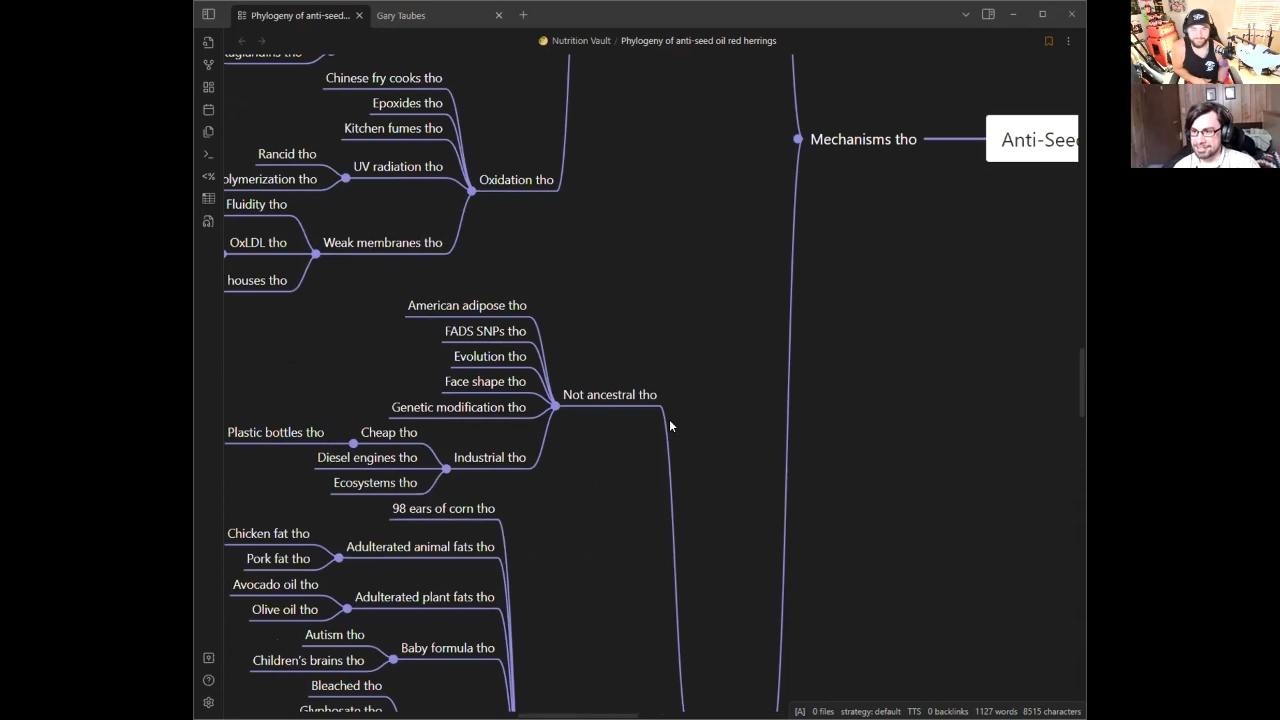 Phylogeny of anti-seed...
Gary Taubes
Nutrition Vault / Phylogeny of anti-seed oil red herrings
Chinese fry cooks tho
Epoxides tho
Kitchen fumes tho
Rancid tho
UV radiation tho
olymerization tho
Oxidation tho
Fluidity tho
OxLDL tho
Weak membranes tho
houses tho
Mechanisms tho
Anti-Seed
American adipose tho
FADS SNPs tho
Evolution tho
Face shape tho
Not ancestral tho
Genetic modification tho
Plastic bottles tho
Cheap tho
Diesel engines tho
Industrial tho
Ecosystems tho
98 ears of corn tho
Chicken fat tho
Adulterated animal fats tho
Pork fat tho
Avocado oil tho
Adulterated plant fats tho
Olive oil tho
Autism tho
Baby formula tho
Children's brains tho
Bleached tho
Glyphosate tho
[A] 0 files strategy: default TTS 0 backlinks 1127 words 8515 characters